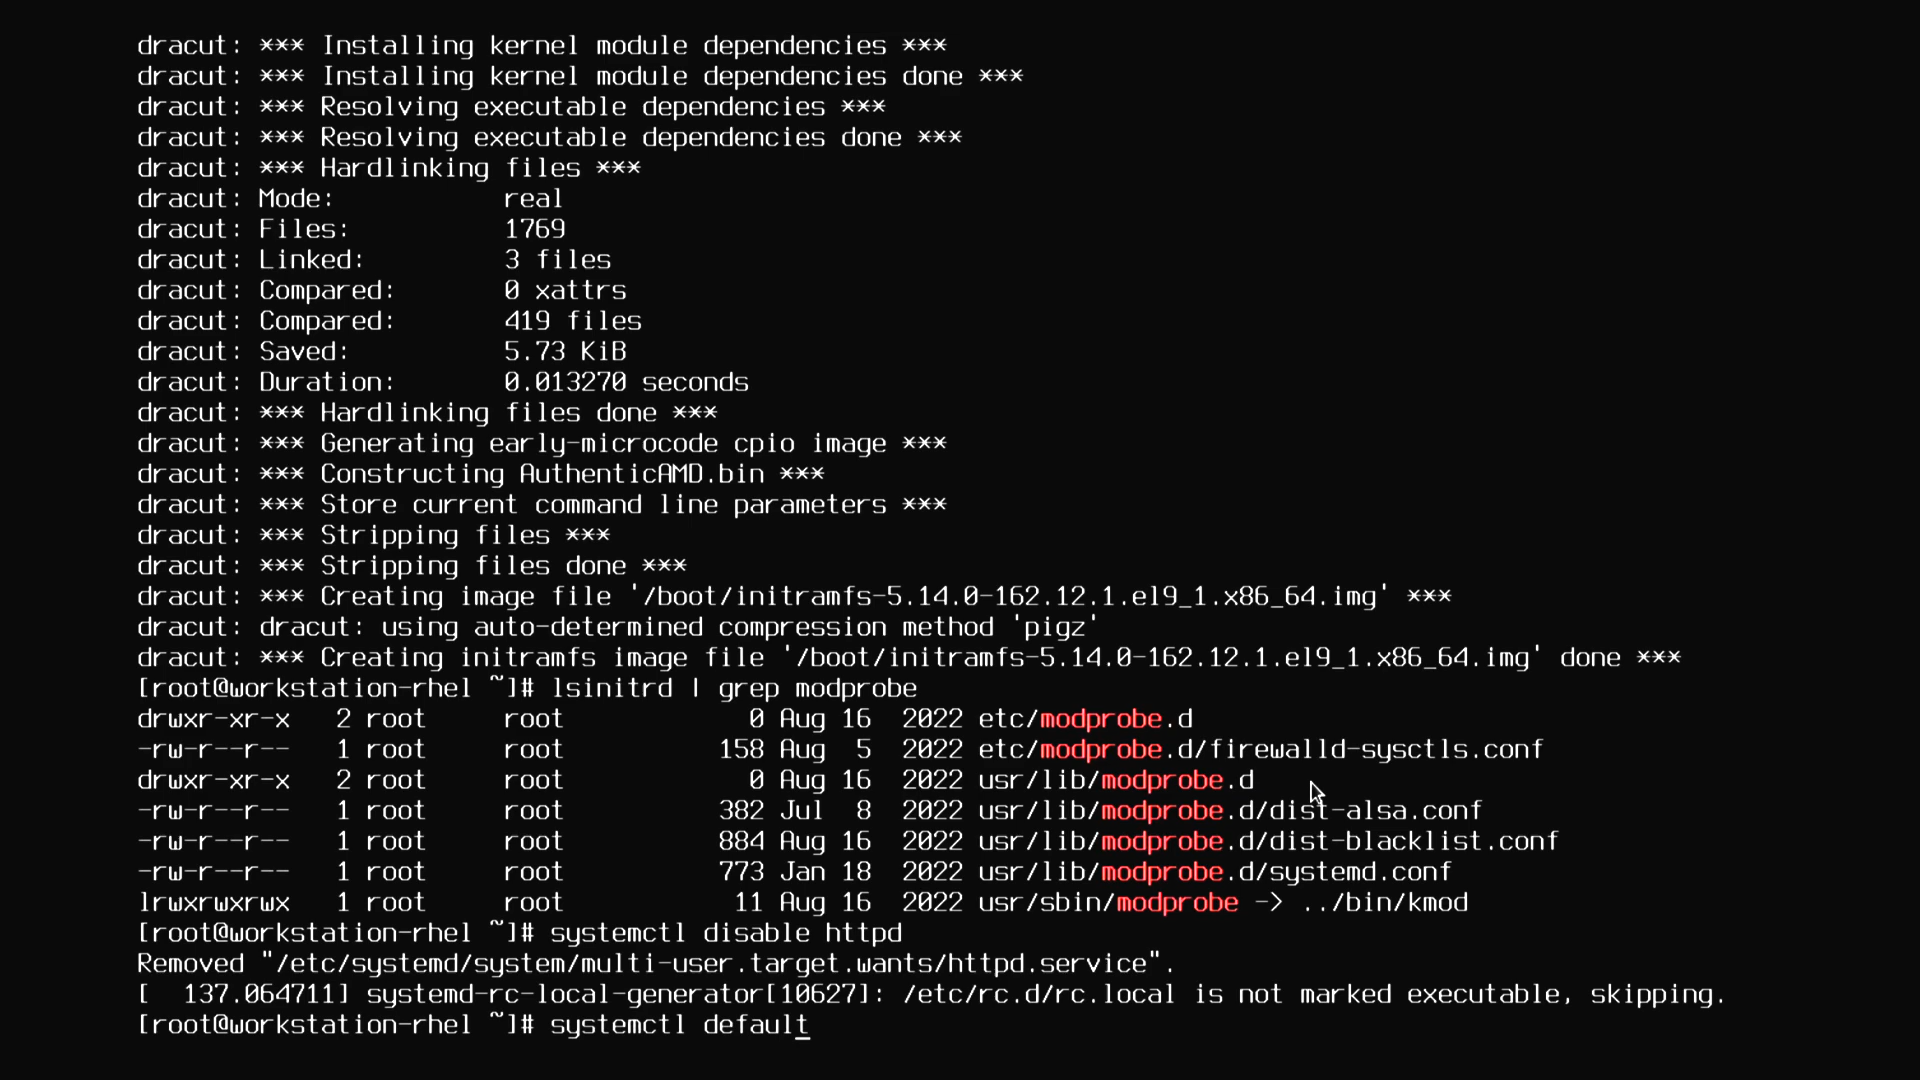 dracut: *** Installing kernel module dependencies ***
dracut: *** Installing kernel module dependencies done ***
dracut: *** Resolving executable dependencies ***
dracut: *** Resolving executable dependencies done ***
dracut: *** Hardlinking files ***
dracut: Mode:           real
dracut: Files:          1769
dracut: Linked:         3 files
dracut: Compared:       0 xattrs
dracut: Compared:       419 files
dracut: Saved:          5.73 KiB
dracut: Duration:       0.013270 seconds
dracut: *** Hardlinking files done ***
dracut: *** Generating early-microcode cpio image ***
dracut: *** Constructing AuthenticAMD.bin ***
dracut: *** Store current command line parameters ***
dracut: *** Stripping files ***
dracut: *** Stripping files done ***
dracut: *** Creating image file '/boot/initramfs-5.14.0-162.12.1.el9_1.x86_64.img' ***
dracut: dracut: using auto-determined compression method 'pigz'
dracut: *** Creating initramfs image file '/boot/initramfs-5.14.0-162.12.1.el9_1.x86_64.img' done ***
[root@workstation-rhel ~]# lsinitrd | grep modprobe
drwxr-xr-x   2 root     root            0 Aug 16  2022 etc/modprobe.d
-rw-r--r--   1 root     root          158 Aug  5  2022 etc/modprobe.d/firewalld-sysctls.conf
drwxr-xr-x   2 root     root            0 Aug 16  2022 usr/lib/modprobe.d
-rw-r--r--   1 root     root          382 Jul  8  2022 usr/lib/modprobe.d/dist-alsa.conf
-rw-r--r--   1 root     root          884 Aug 16  2022 usr/lib/modprobe.d/dist-blacklist.conf
-rw-r--r--   1 root     root          773 Jan 18  2022 usr/lib/modprobe.d/systemd.conf
lrwxrwxrwx   1 root     root           11 Aug 16  2022 usr/sbin/modprobe -> ../bin/kmod
[root@workstation-rhel ~]# systemctl disable httpd
Removed "/etc/systemd/system/multi-user.target.wants/httpd.service".
[  137.064711] systemd-rc-local-generator[10627]: /etc/rc.d/rc.local is not marked executable, skipping.
[root@workstation-rhel ~]# systemctl default